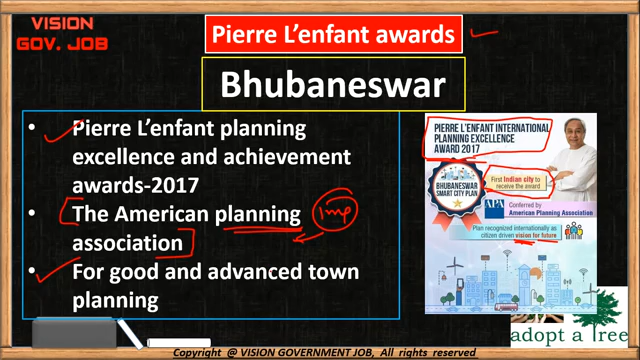 VISION
GOV. JOB
Pierre L'enfant awards
Bhubaneswar
• Pierre L'enfant planning
excellence and achievement
awards-2017
• The American planning
association
• For good and advanced town
planning
imp
PIERRE L'ENFANT INTERNATIONAL
PLANNING EXCELLENCE
AWARD 2017
First Indian city to
receive the award
BHUBANESWAR
SMART CITY PLAN
APA
Conferred by
American Planning Association
Plan recognized internationally as
citizen driven vision for future
adopt a Tree
Copyright @ VISION GOVERNMENT JOB, All rights reserved